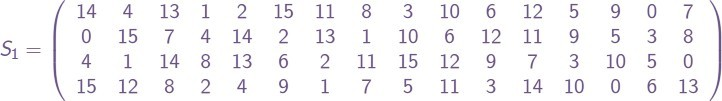 14 4 13 1 2 15 11 8 3 10 6 12 5 9 0 7
0 15 7 4 14 2 13 1 10 6 12 11 9 5 3 8
S₁ =
4 1 14 8 13 6 2 11 15 12 9 7 3 10 5 0
15 12 8 2 4 9 1 7 5 11 3 14 10 0 6 13